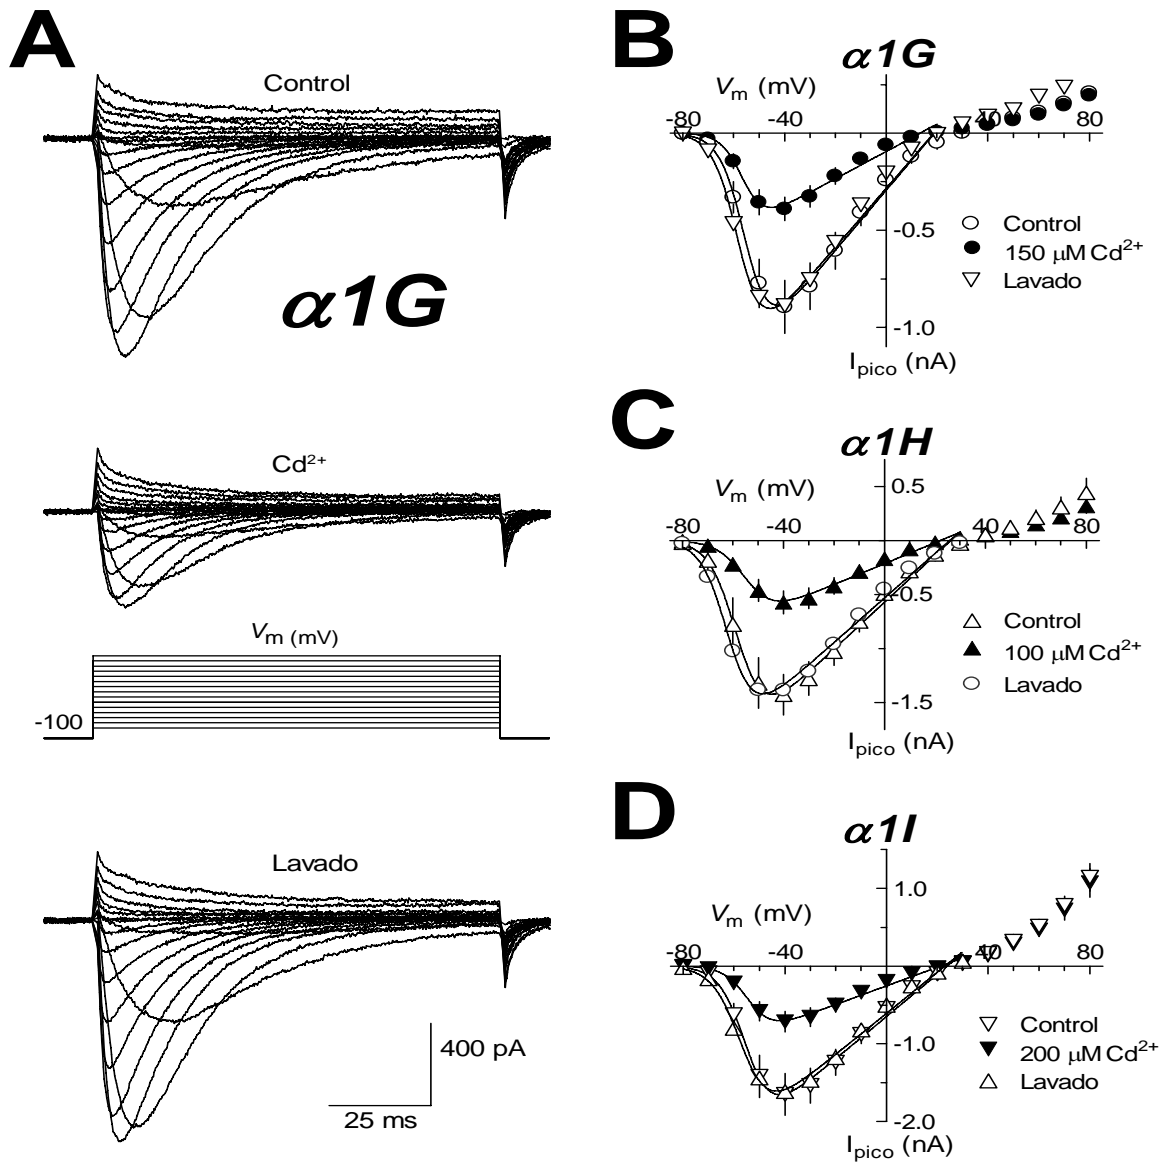 A
Control
α1G
Cd²⁺
Vm (mV)
-100
Lavado
400 pA
25 ms
B
α1G
Vm (mV)
-80 -40 40 80
-0.5
-1.0
Ipico (nA)
Control
150 µM Cd²⁺
Lavado
C
α1H
Vm (mV)
0.5
-80 -40 40 80
-0.5
-1.5
Ipico (nA)
Control
100 µM Cd²⁺
Lavado
D
α1I
1.0
Vm (mV)
-80 -40 40 80
-1.0
-2.0
Ipico (nA)
Control
200 µM Cd²⁺
Lavado